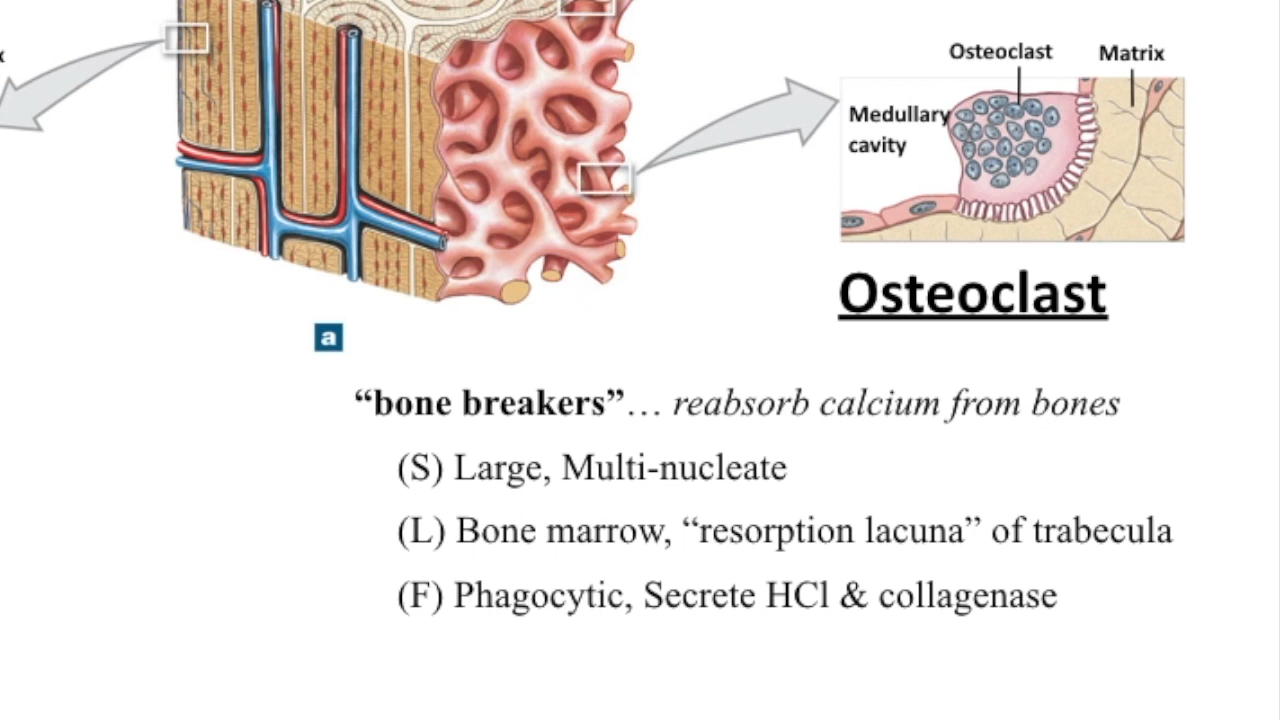 x
Osteoclast
Matrix
Medullary
cavity
Osteoclast
a
“bone breakers”… reabsorb calcium from bones
(S) Large, Multi-nucleate
(L) Bone marrow, “resorption lacuna” of trabecula
(F) Phagocytic, Secrete HCl & collagenase